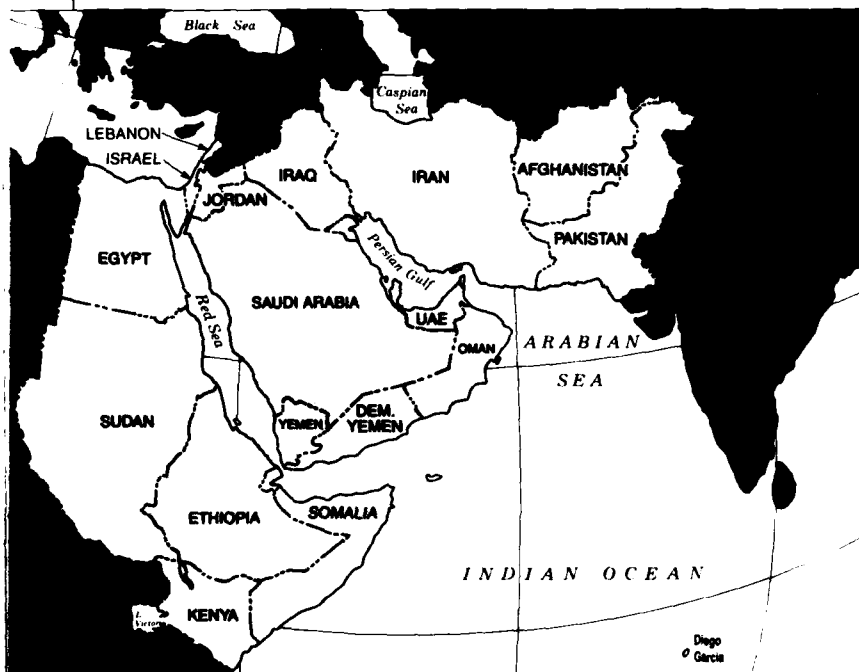 Black Sea
Caspian
Sea
LEBANON
ISRAEL
JORDAN
IRAQ
IRAN
AFGHANISTAN
PAKISTAN
EGYPT
Persian Gulf
Red Sea
SAUDI ARABIA
UAE
OMAN
ARABIAN
SEA
SUDAN
YEMEN
DEM.
YEMEN
ETHIOPIA
SOMALIA
INDIAN OCEAN
KENYA
L.
Victoria
Diego
Garcia